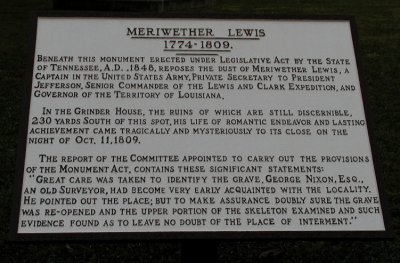 MERIWETHER LEWIS
1774-1809.
BENEATH THIS MONUMENT ERECTED UNDER LEGISLATIVE ACT BY THE STATE
OF TENNESSEE, A.D., 1848, REPOSES THE DUST OF MERIWETHER LEWIS, A
CAPTAIN IN THE UNITED STATES ARMY, PRIVATE SECRETARY TO PRESIDENT
JEFFERSON, SENIOR COMMANDER OF THE LEWIS AND CLARK EXPEDITION, AND
GOVERNOR OF THE TERRITORY OF LOUISIANA.
IN THE GRINDER HOUSE, THE RUINS OF WHICH ARE STILL DISCERNIBLE,
230 YARDS SOUTH OF THIS SPOT, HIS LIFE OF ROMANTIC ENDEAVOR AND LASTING
ACHIEVEMENT CAME TRAGICALLY AND MYSTERIOUSLY TO ITS CLOSE ON THE
NIGHT OF OCT. 11, 1809.
THE REPORT OF THE COMMITTEE APPOINTED TO CARRY OUT THE PROVISIONS
OF THE MONUMENT ACT, CONTAINS THESE SIGNIFICANT STATEMENTS:
"GREAT CARE WAS TAKEN TO IDENTIFY THE GRAVE. GEORGE NIXON, ESQ.,
AN OLD SURVEYOR, HAD BECOME VERY EARLY ACQUAINTED WITH THE LOCALITY.
HE POINTED OUT THE PLACE; BUT TO MAKE ASSURANCE DOUBLY SURE THE GRAVE
WAS RE-OPENED AND THE UPPER PORTION OF THE SKELETON EXAMINED AND SUCH
EVIDENCE FOUND AS TO LEAVE NO DOUBT OF THE PLACE OF INTERMENT."